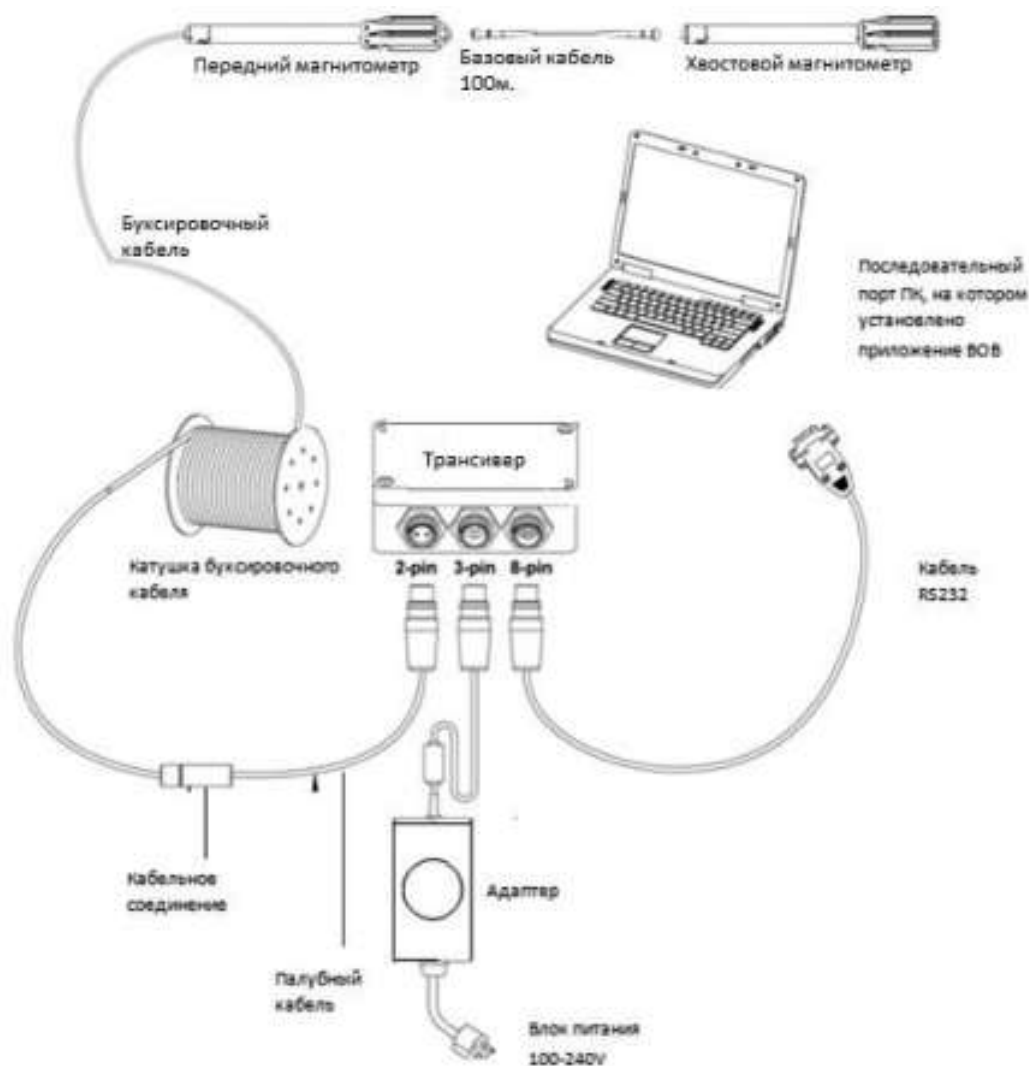 Передний магнитометр
Базовый кабель
100м.
Хвостовой магнитометр
Буксировочный
кабель
Последовательный
порт ПК, на котором
установлено
приложение BOB
Трансивер
Катушка буксировочного
кабеля
2-pin 3-pin 8-pin
Кабель
RS232
Кабельное
соединение
Адаптер
Палубный
кабель
Блок питания
100-240V